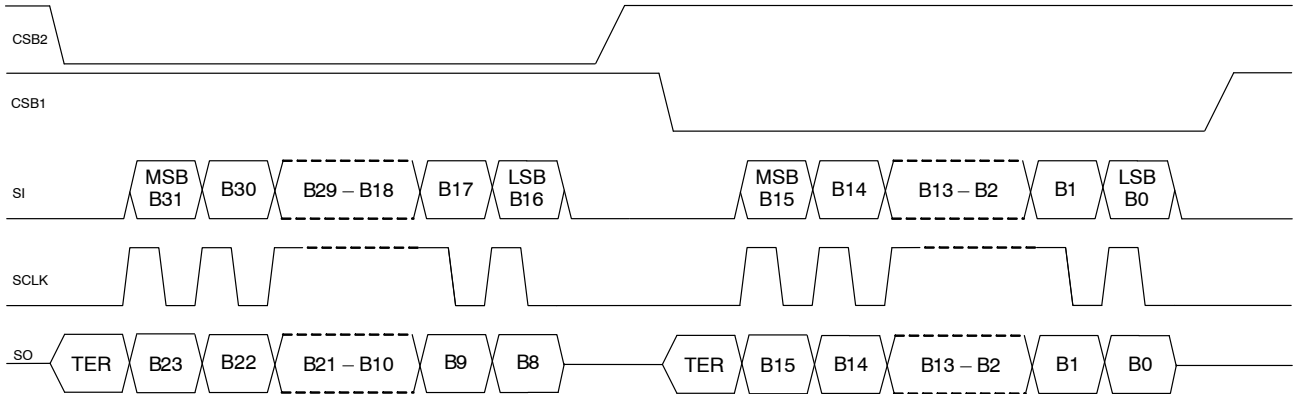 CSB2
CSB1
SI
MSB
B31
B30
B29 – B18
B17
LSB
B16
MSB
B15
B14
B13 – B2
B1
LSB
B0
SCLK
SO
TER
B23
B22
B21 – B10
B9
B8
TER
B15
B14
B13 – B2
B1
B0